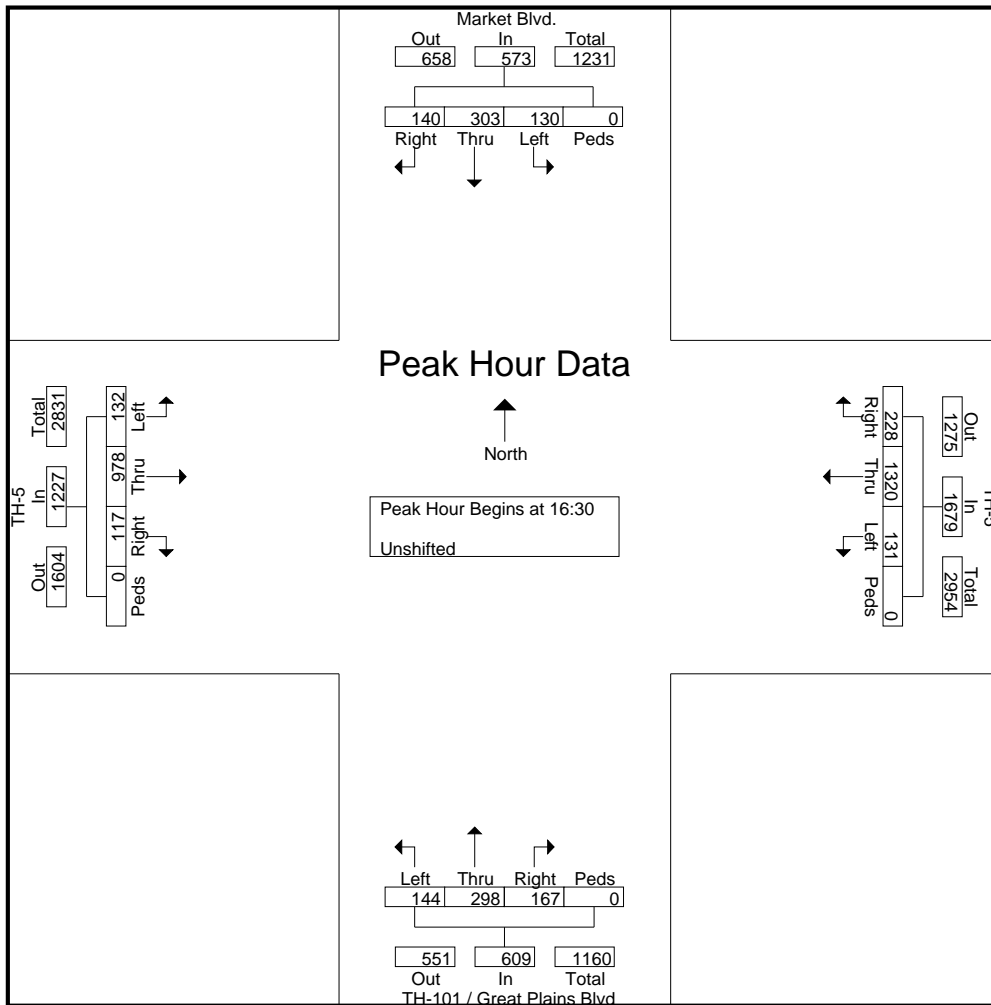 Market Blvd.
Out In Total
658 573 1231
140 303 130 0
Right Thru Left Peds
Peak Hour Data
North
Peak Hour Begins at 16:30
Unshifted
TH-5
Total In Out
2831 1227 1604
132 978 117 0
Left Thru Right Peds
Right Thru Left Peds
228 1320 131 0
Out In Total
1275 1679 2954
TH-5
Left Thru Right Peds
144 298 167 0
551 609 1160
Out In Total
TH-101 / Great Plains Blvd